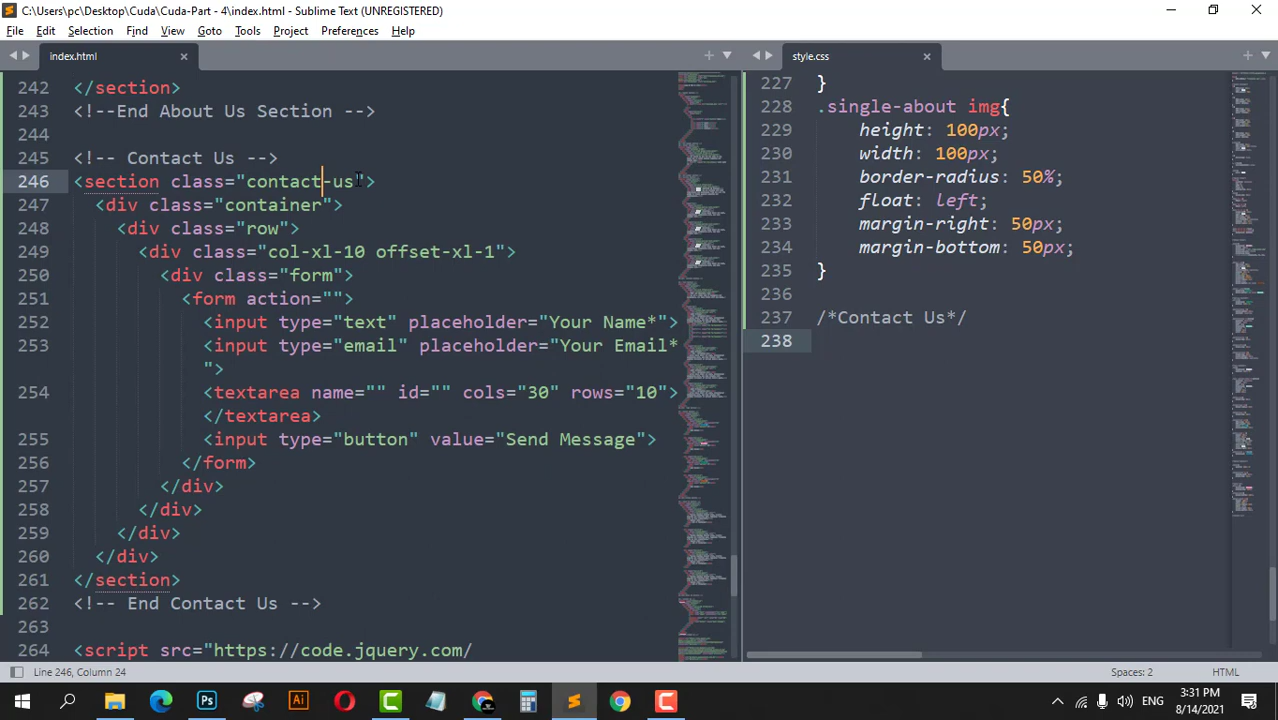 C:\Users\pc\Desktop\Cuda\Cuda-Part - 4\index.html - Sublime Text (UNREGISTERED)
File Edit Selection Find View Goto Tools Project Preferences Help
index.html
242 </section>
243 <!--End About Us Section -->
244
245 <!-- Contact Us -->
246 <section class="contact-us">
247 <div class="container">
248 <div class="row">
249 <div class="col-xl-10 offset-xl-1">
250 <div class="form">
251 <form action="">
252 <input type="text" placeholder="Your Name*">
253 <input type="email" placeholder="Your Email*
">
254 <textarea name="" id="" cols="30" rows="10">
</textarea>
255 <input type="button" value="Send Message">
256 </form>
257 </div>
258 </div>
259 </div>
260 </div>
261 </section>
262 <!-- End Contact Us -->
263
264 <script src="https://code.jquery.com/
style.css
227 }
228 .single-about img{
229 height: 100px;
230 width: 100px;
231 border-radius: 50%;
232 float: left;
233 margin-right: 50px;
234 margin-bottom: 50px;
235 }
236
237 /*Contact Us*/
238
Line 246, Column 24
Spaces: 2
HTML
Ps
Ai
ENG
3:31 PM
8/14/2021